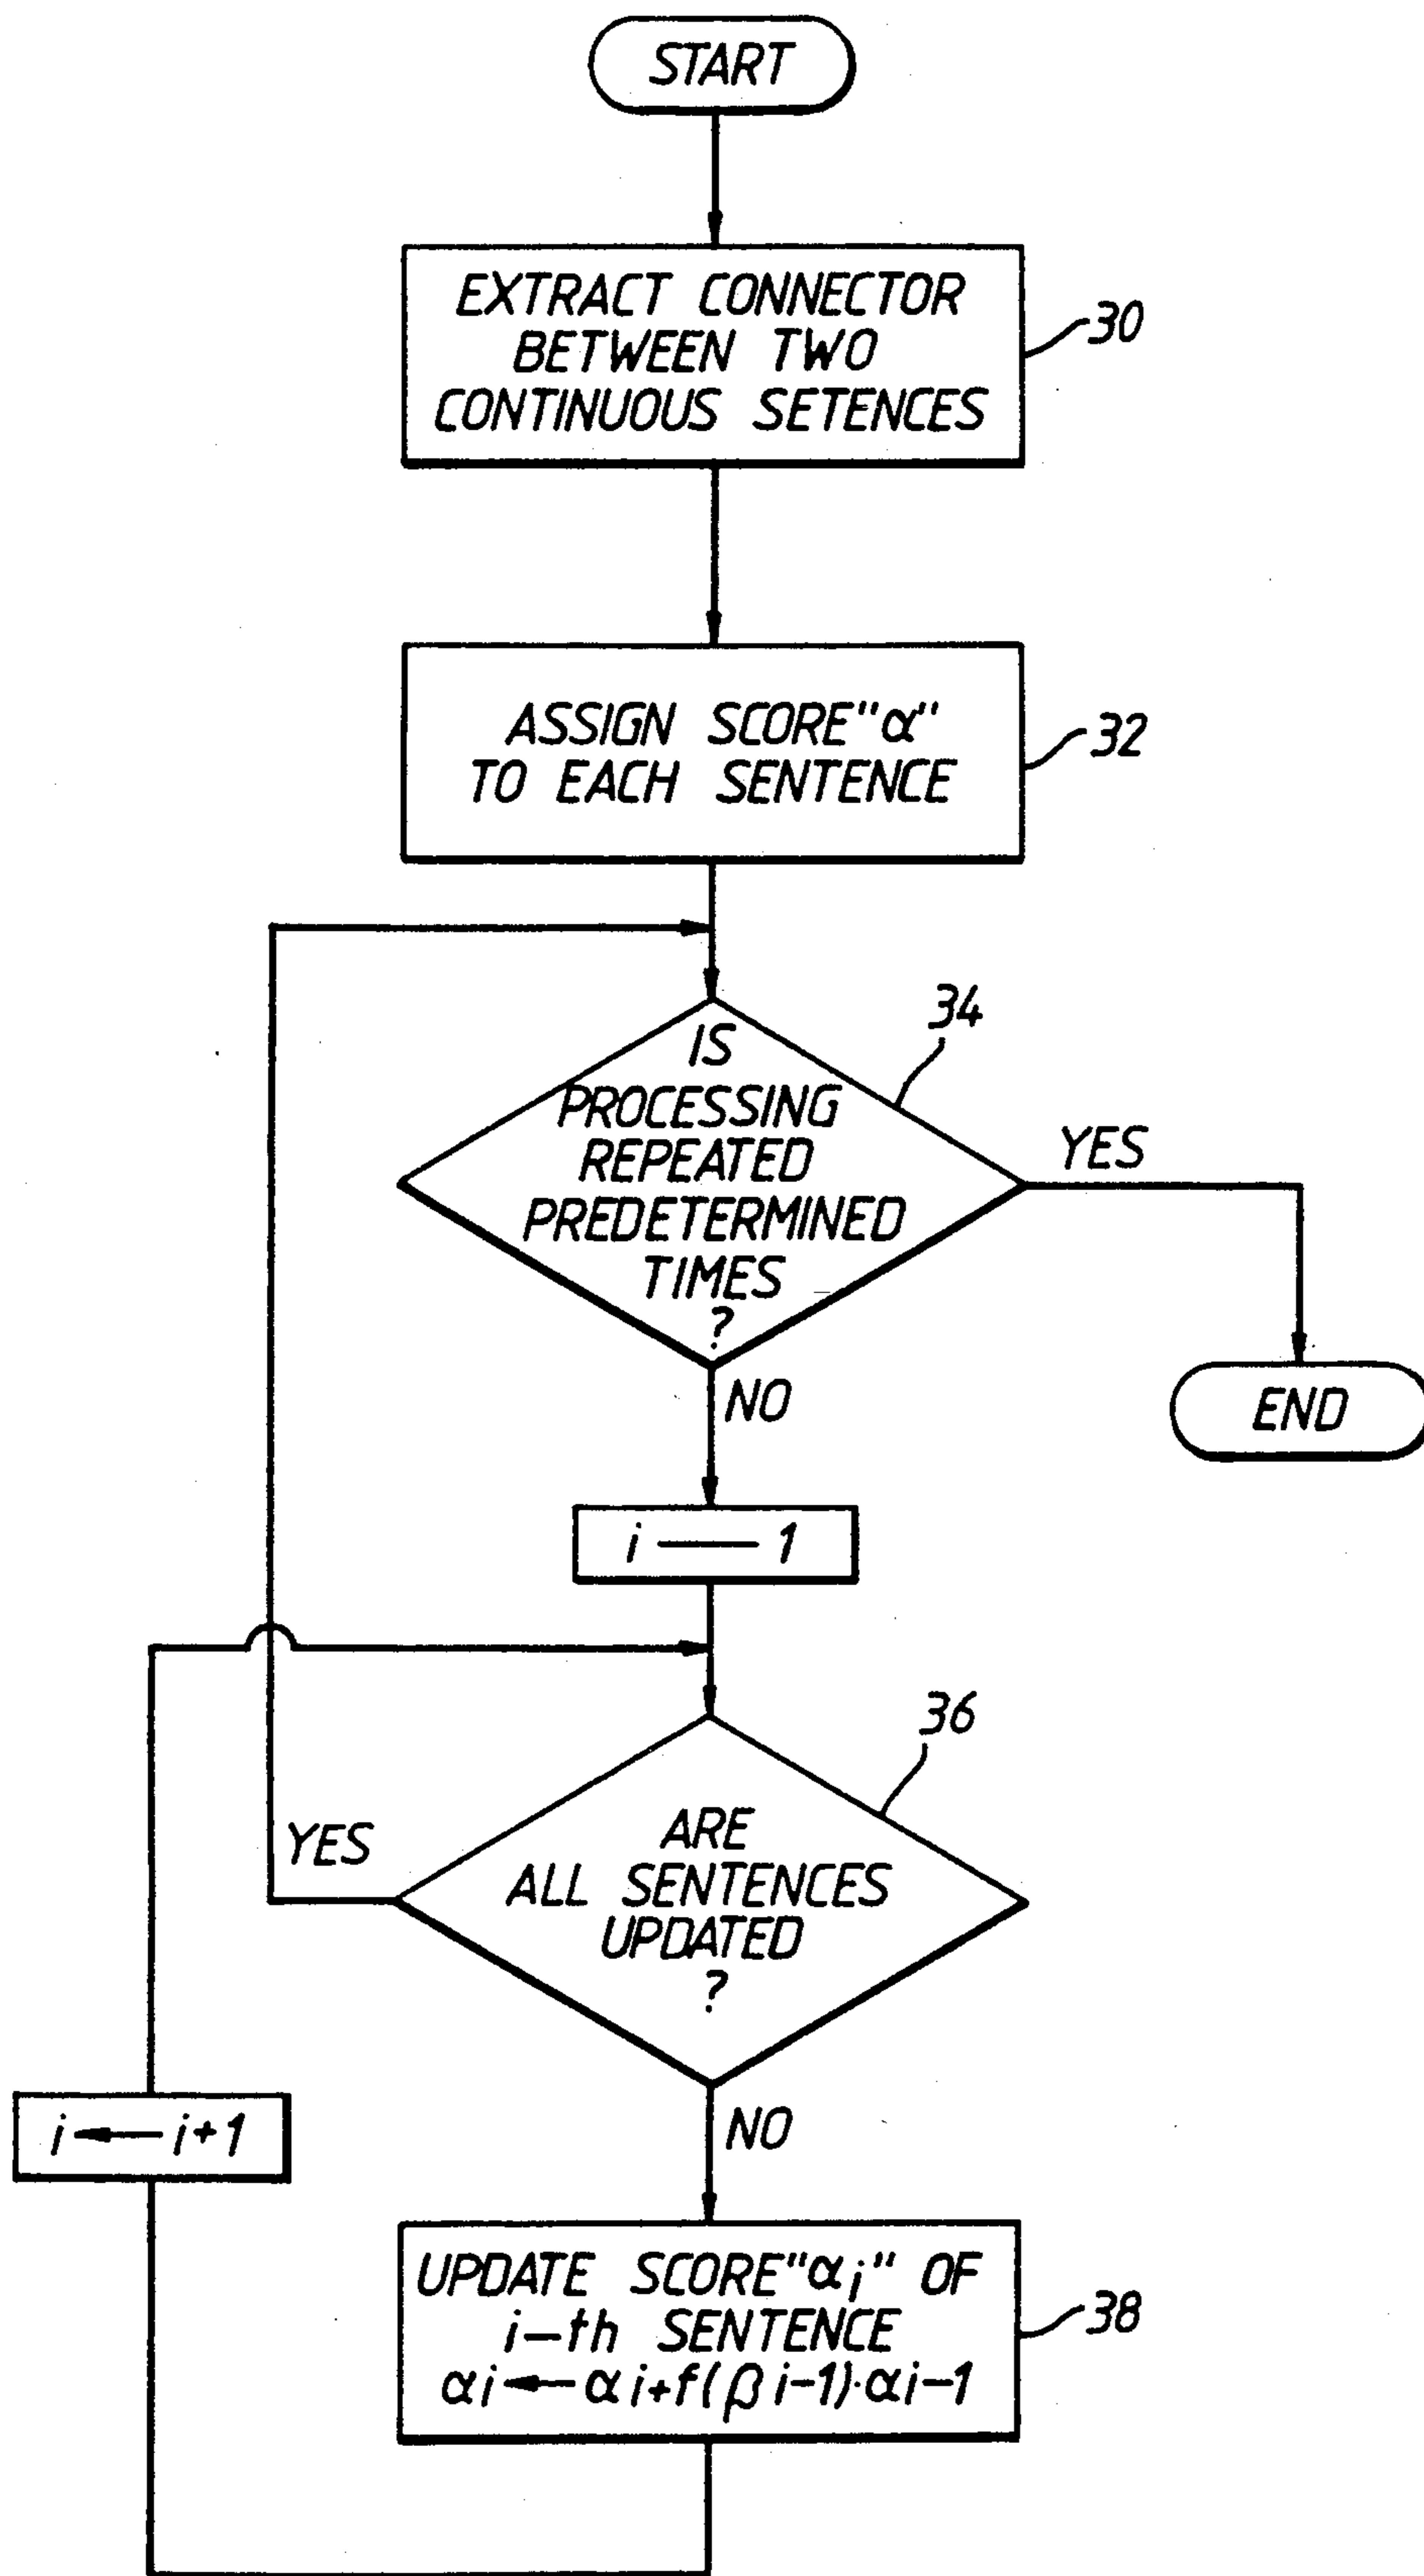 START
EXTRACT CONNECTOR
BETWEEN TWO
CONTINUOUS SETENCES
30
ASSIGN SCORE "α"
TO EACH SENTENCE
32
34
IS
PROCESSING
REPEATED
PREDETERMINED
TIMES
?
YES
END
NO
i — 1
36
ARE
ALL SENTENCES
UPDATED
?
YES
NO
i ← i+1
UPDATE SCORE "αi" OF
i-th SENTENCE
αi ← αi+f(βi-1)·αi-1
38